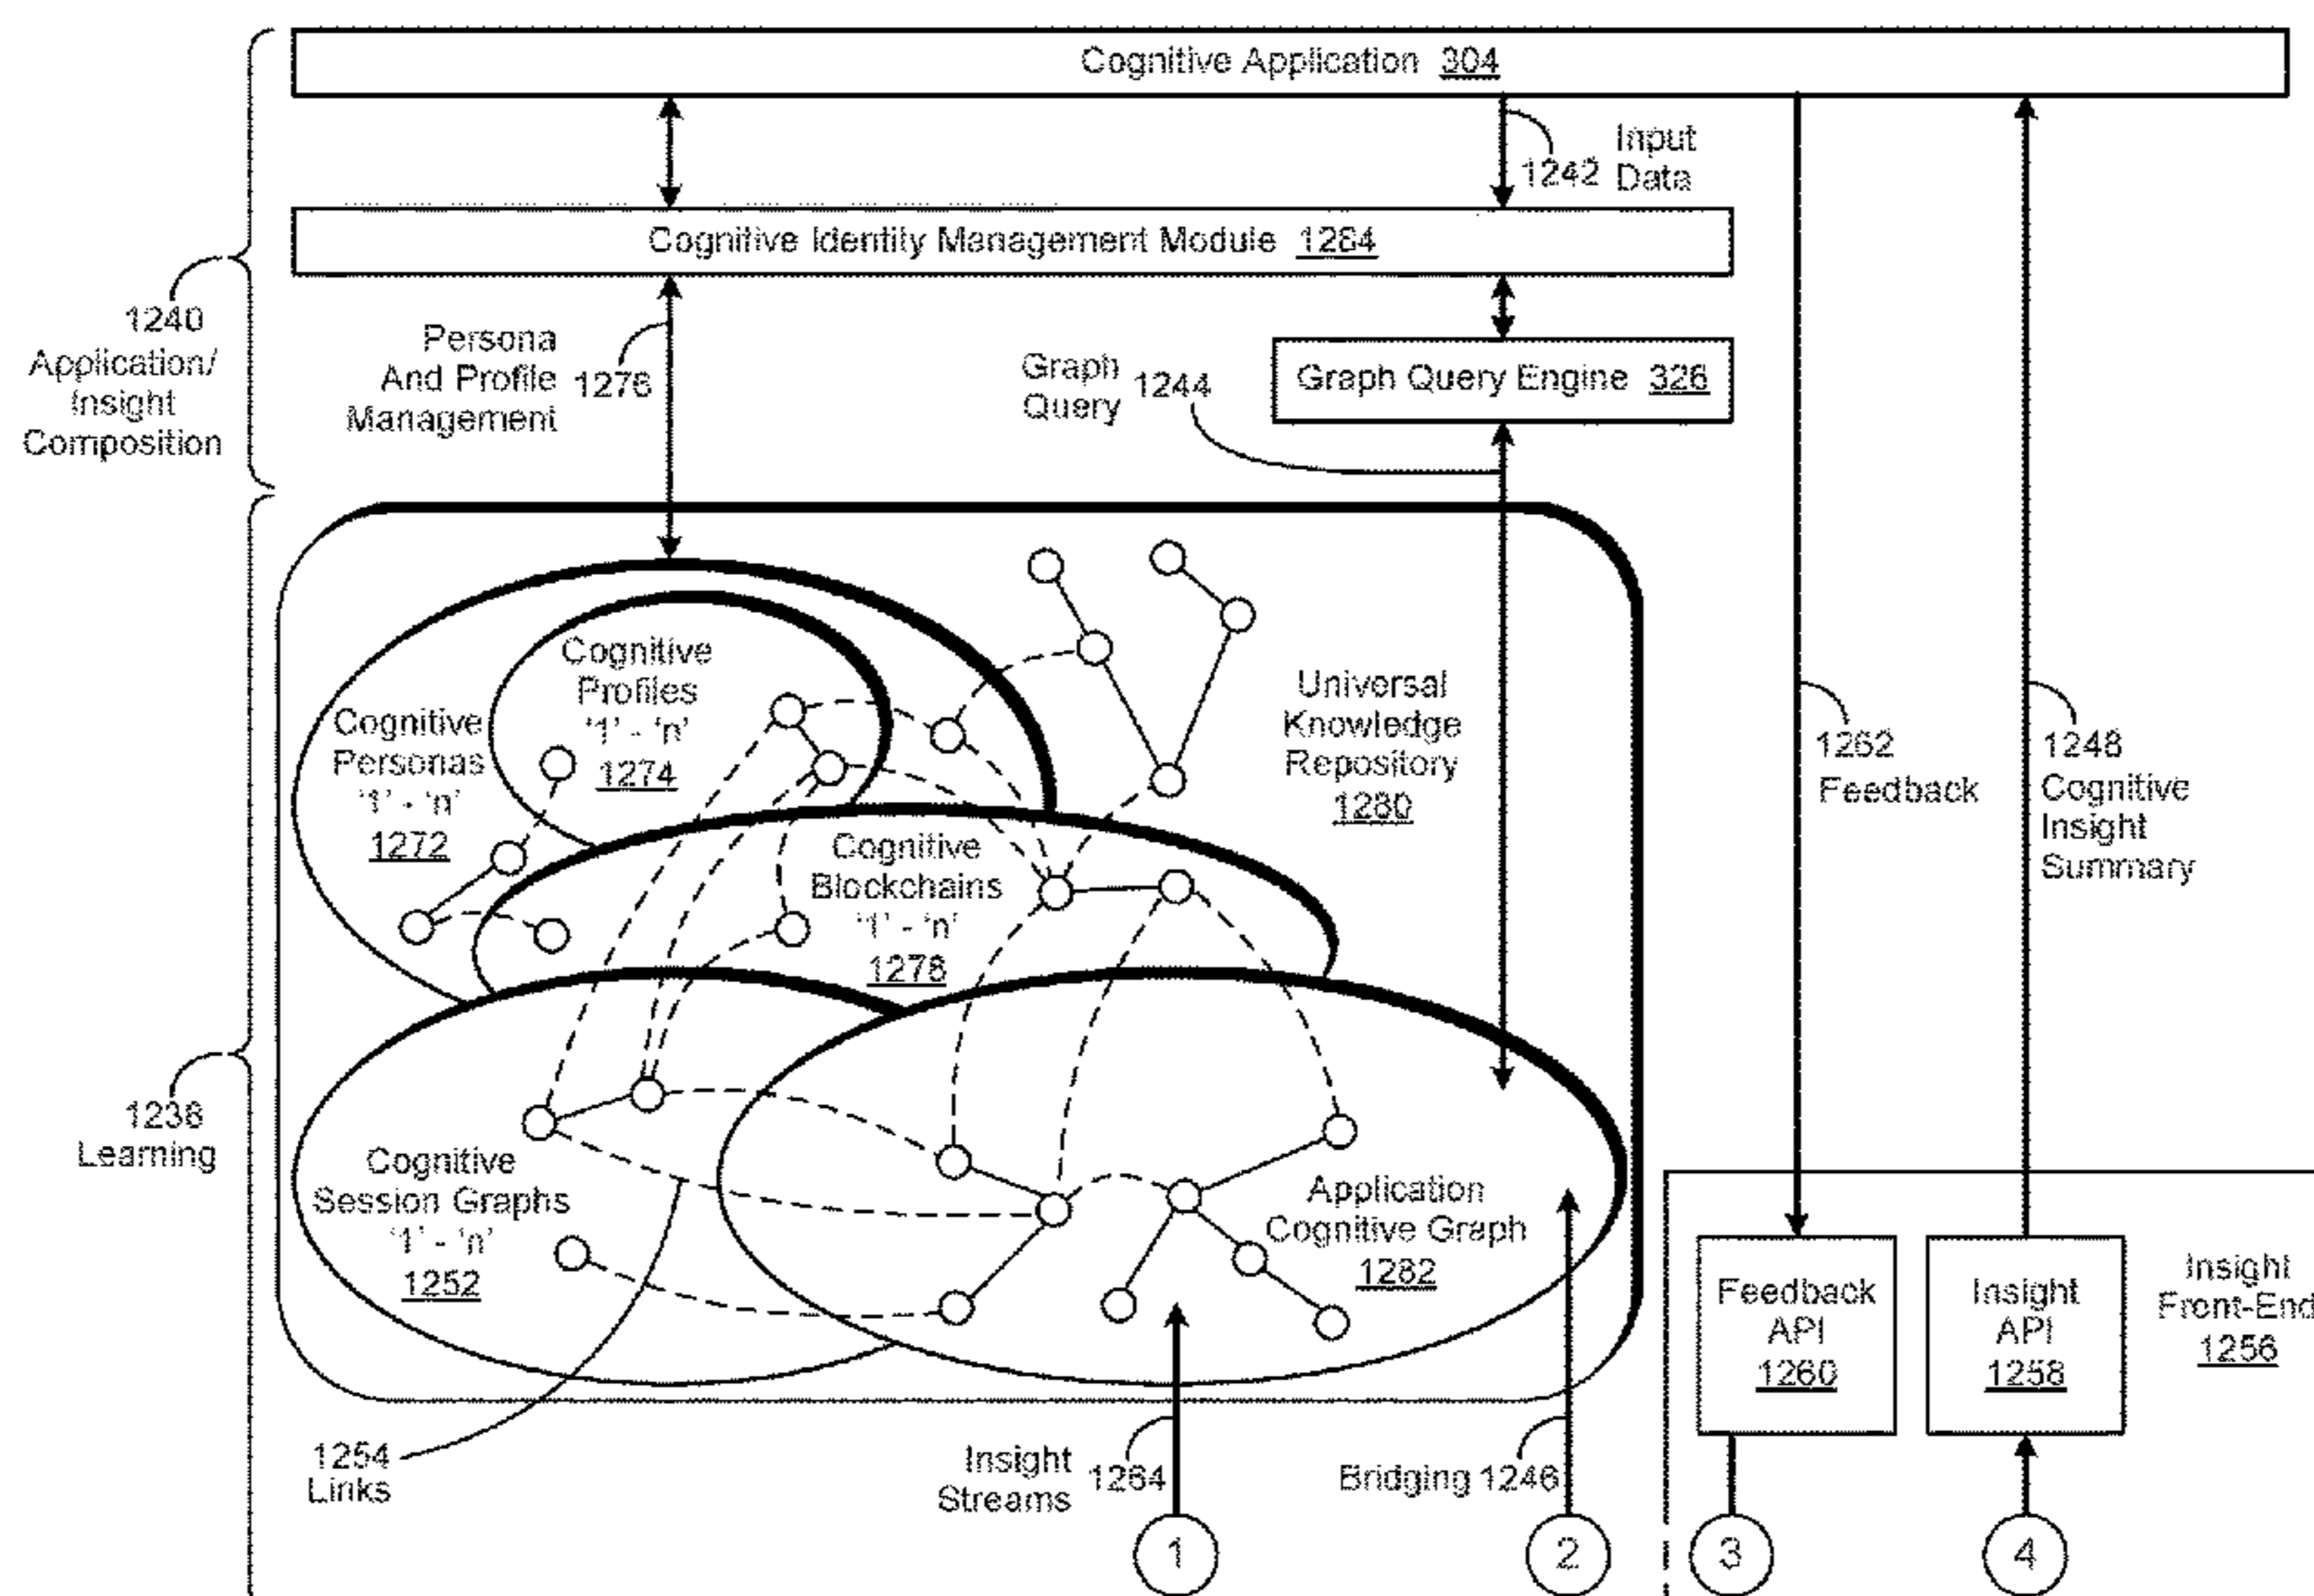 Cognitive Application 304
Input
Data
1242
Cognitive Identity Management Module 1284
1240
Application/
Insight
Composition
Persona
And Profile
Management
1276
Graph
Query
1244
Graph Query Engine 326
Cognitive
Profiles
'1' - 'n'
1274
Cognitive
Personas
'1' - 'n'
1272
Universal
Knowledge
Repository
1280
1262
Feedback
1248
Cognitive
Insight
Summary
Cognitive
Blockchains
'1' - 'n'
1278
1238
Learning
Cognitive
Session Graphs
'1' - 'n'
1252
Application
Cognitive Graph
1282
Feedback
API
1260
Insight
API
1258
Insight
Front-End
1256
1254
Links
Insight
Streams
1264
Bridging 1246
1
2
3
4